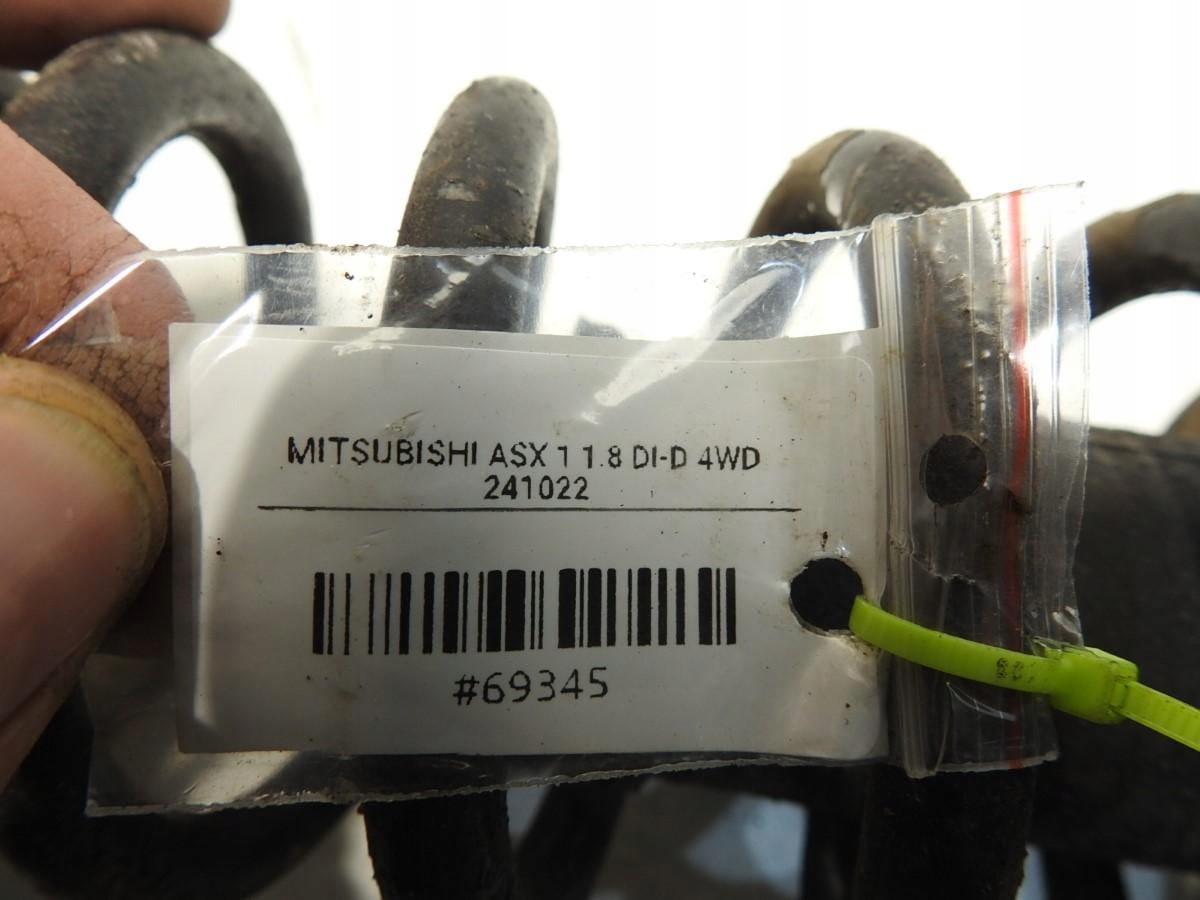 MITSUBISHI ASX 1 1.8 DI-D 4WD
241022
#69345